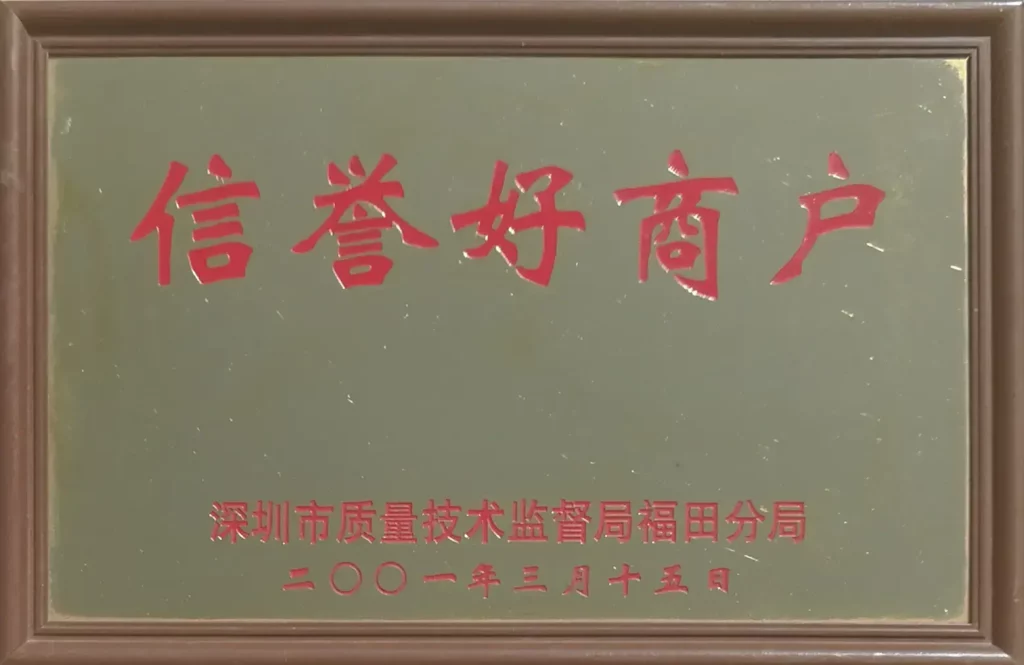 信誉好商户
深圳市质量技术监督局福田分局
二〇〇一年三月十五日